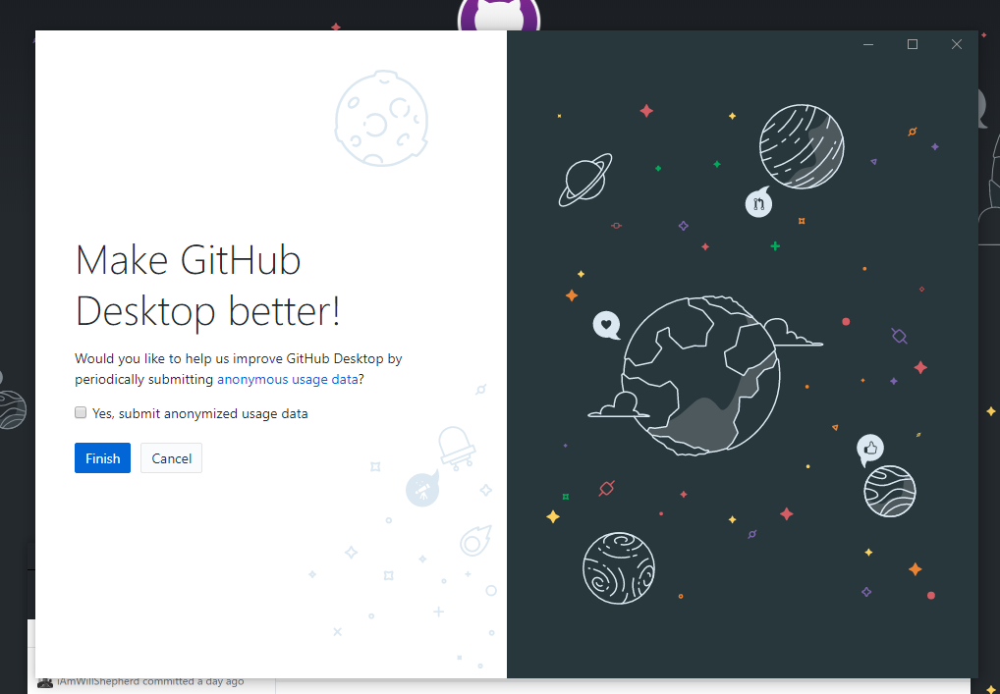 Make GitHub
Desktop better!
Would you like to help us improve GitHub Desktop by
periodically submitting anonymous usage data?
Yes, submit anonymized usage data
Finish
Cancel
iAmWillShepherd committed a day ago